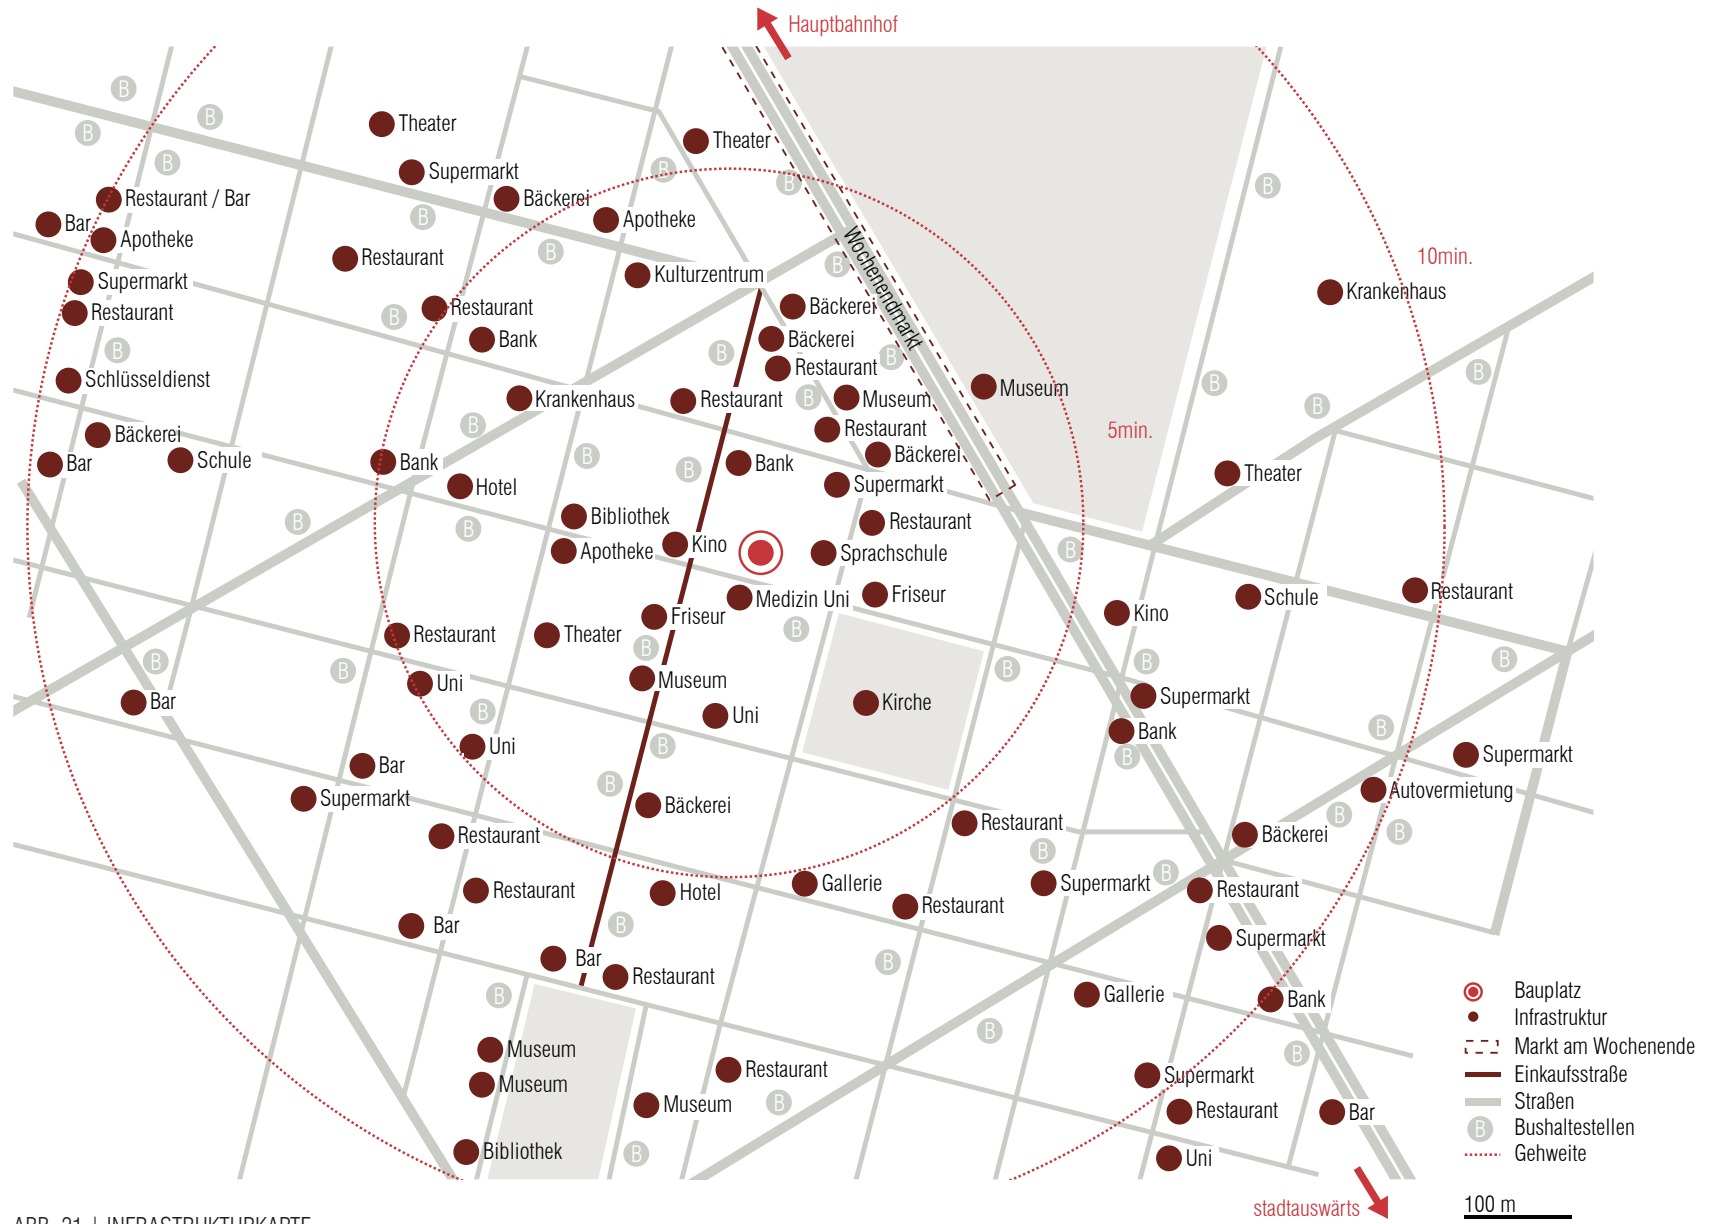 Hauptbahnhof
B
B
B
B
Theater
Theater
Supermarkt
B
B
B
Restaurant / Bar
Bäckerei
Bar
Apotheke
B
Apotheke
B
Restaurant
Wochenendmarkt
10min.
Supermarkt
Kulturzentrum
B
Krankenhaus
Restaurant
B
Restaurant
Bäckerei
Bank
Bäckerei
B
B
B
Restaurant
B
B
Schlüsseldienst
Museum
B
Krankenhaus
Restaurant
B
Museum
B
Bäckerei
B
Restaurant
5min.
Bar
Schule
Bank
B
B
Bank
Bäckerei
Theater
Hotel
Supermarkt
B
B
Bibliothek
Restaurant
Apotheke
Kino
Sprachschule
B
Medizin Uni
Friseur
Schule
Restaurant
Friseur
Kino
Restaurant
Theater
B
B
B
B
Uni
Museum
B
B
B
Bar
B
Uni
Kirche
Supermarkt
Uni
B
Bank
B
B
Supermarkt
Bar
B
Autovermietung
Supermarkt
Bäckerei
B
B
Restaurant
Restaurant
Bäckerei
B
Restaurant
Hotel
Gallerie
Supermarkt
B
Restaurant
Bar
B
Restaurant
Supermarkt
Bar
Restaurant
B
B
Gallerie
Bank
B
Museum
Restaurant
B
Museum
Museum
B
Supermarkt
Restaurant
Bar
Bibliothek
B
Uni
Bauplatz
Infrastruktur
Markt am Wochenende
Einkaufsstraße
Straßen
B Bushaltestellen
Gehweite
stadtauswärts
100 m
ABB. 21 | INFRASTRUKTURKARTE